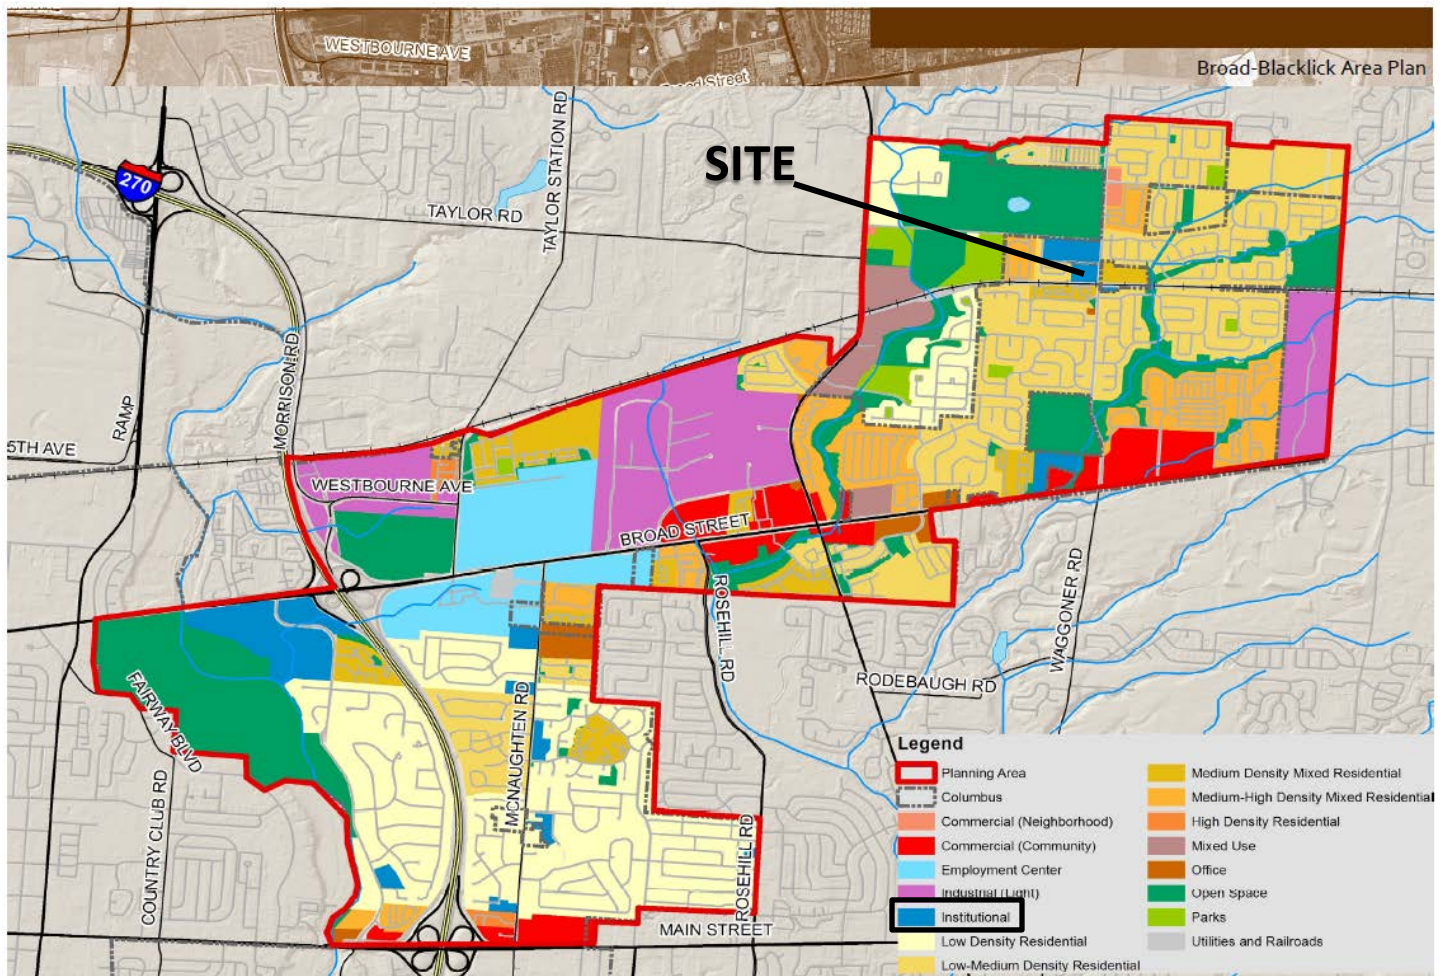 WESTBOURNE AVE
Broad Street
Broad-Blacklick Area Plan
SITE
270
TAYLOR RD
TAYLOR STATION RD
MORRISON RD
RAMP
5TH AVE
WESTBOURNE AVE
BROAD STREET
ROSEHILL RD
WAGGONER RD
RODEBAUGH RD
FAIRWAY BLVD
MCNAUGHTEN RD
COUNTRY CLUB RD
ROSEHILL RD
MAIN STREET
Legend
Planning Area
Columbus
Commercial (Neighborhood)
Commercial (Community)
Employment Center
Industrial (Light)
Institutional
Low Density Residential
Low-Medium Density Residential
Medium Density Mixed Residential
Medium-High Density Mixed Residential
High Density Residential
Mixed Use
Office
Open Space
Parks
Utilities and Railroads